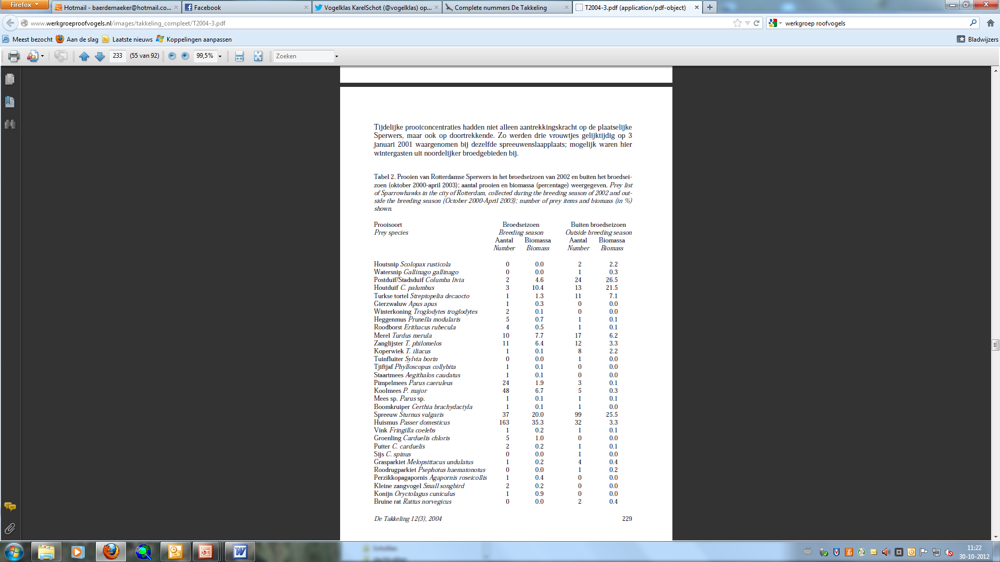 Firefox
Hotmail - baerdemaeker@hotmail.co...
Facebook
Vogelklas KarelSchot (@vogelklas) op...
Complete nummers De Takkeling
T2004-3.pdf (application/pdf-object)
www.werkgroeproofvogels.nl/images/takkeling_compleet/T2004-3.pdf
werkgroep roofvogels
Meest bezocht Aan de slag Laatste nieuws Koppelingen aanpassen
Bladwijzers
233 (55 van 92) 99,5% Zoeken
Tijdelijke prooiconcentraties hadden niet alleen aantrekkingskracht op de plaatselijke
Sperwers, maar ook op doortrekkende. Zo werden drie vrouwtjes gelijktijdig op 3
januari 2001 waargenomen bij dezelfde spreeuwenslaapplaats; mogelijk waren hier
wintergasten uit noordelijker broedgebieden bij.
Tabel 2. Prooien van Rotterdamse Sperwers in het broedseizoen van 2002 en buiten het broedsei-
zoen (oktober 2000-april 2003); aantal prooien en biomassa (percentage) weergegeven. Prey list
of Sparrowhawks in the city of Rotterdam, collected during the breeding season of 2002 and out-
side the breeding season (October 2000-April 2003); number of prey items and biomass (in %)
shown.
Prooisoort Broedseizoen Buiten broedseizoen
Prey species Breeding season Outside breeding season
Aantal Biomassa Aantal Biomassa
Number Biomass Number Biomass
Houtsnip Scolopax rusticola 0 0.0 2 2.2
Watersnip Gallinago gallinago 0 0.0 1 0.3
Postduif/Stadsduif Columba livia 2 4.6 24 26.5
Houtduif C. palumbus 3 10.4 13 21.5
Turkse tortel Streptopelia decaocto 1 1.3 11 7.1
Gierzwaluw Apus apus 1 0.3 0 0.0
Winterkoning Troglodytes troglodytes 2 0.1 0 0.0
Heggenmus Prunella modularis 5 0.7 1 0.1
Roodborst Erithacus rubecula 4 0.5 1 0.1
Merel Turdus merula 10 7.7 17 6.2
Zanglijster T. philomelos 11 6.4 12 3.3
Koperwiek T. iliacus 1 0.1 8 2.2
Tuinfluiter Sylvia borin 0 0.0 1 0.0
Tjiftjaf Phylloscopus collybita 1 0.1 0 0.0
Staartmees Aegithalos caudatus 1 0.1 0 0.0
Pimpelmees Parus caeruleus 24 1.9 3 0.1
Koolmees P. major 48 6.7 5 0.3
Mees sp. Parus sp. 1 0.1 1 0.1
Boomkruiper Certhia brachydactyla 1 0.1 1 0.0
Spreeuw Sturnus vulgaris 37 20.0 99 25.5
Huismus Passer domesticus 163 35.3 32 3.3
Vink Fringilla coelebs 1 0.2 1 0.1
Groenling Carduelis chloris 5 1.0 0 0.0
Putter C. carduelis 2 0.2 1 0.1
Sijs C. spinus 0 0.0 1 0.0
Grasparkiet Melopsittacus undulatus 1 0.2 4 0.4
Roodrugparkiet Psephotus haematonotus 0 0.0 1 0.2
Perzikkopagapornis Agapornis roseicollis 1 0.4 0 0.0
Kleine zangvogel Small songbird 2 0.2 0 0.0
Konijn Oryctolagus cuniculus 1 0.9 0 0.0
Bruine rat Rattus norvegicus 0 0.0 2 0.4
De Takkeling 12(3), 2004 229
11:22
30-10-2012